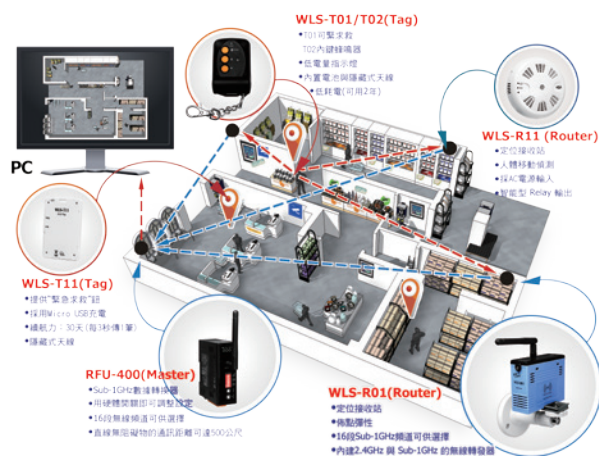 WLS-T01/T02(Tag)
•T01可緊急求救
T02內建蜂鳴器
•低電量指示燈
•內置電池與隱藏式天線
•低耗電(可用2年)
WLS-R11 (Router)
•定位接收站
•人體移動偵測
•採AC電源輸入
•智能型 Relay 輸出
PC
WLS-T11(Tag)
•提供"緊急求救"鈕
•採用Micro USB充電
•續航力：30天(每3秒傳1筆)
•隱藏式天線
RFU-400(Master)
•Sub-1GHz數據轉換器
•用硬體開關即可調整設定
•16段無線頻道可供選擇
•直線無阻礙物的通訊距離可達500公尺
WLS-R01(Router)
•定位接收站
•佈點彈性
•16段Sub-1GHz頻道可供選擇
•內建2.4GHz 與 Sub-1GHz 的無線轉發器